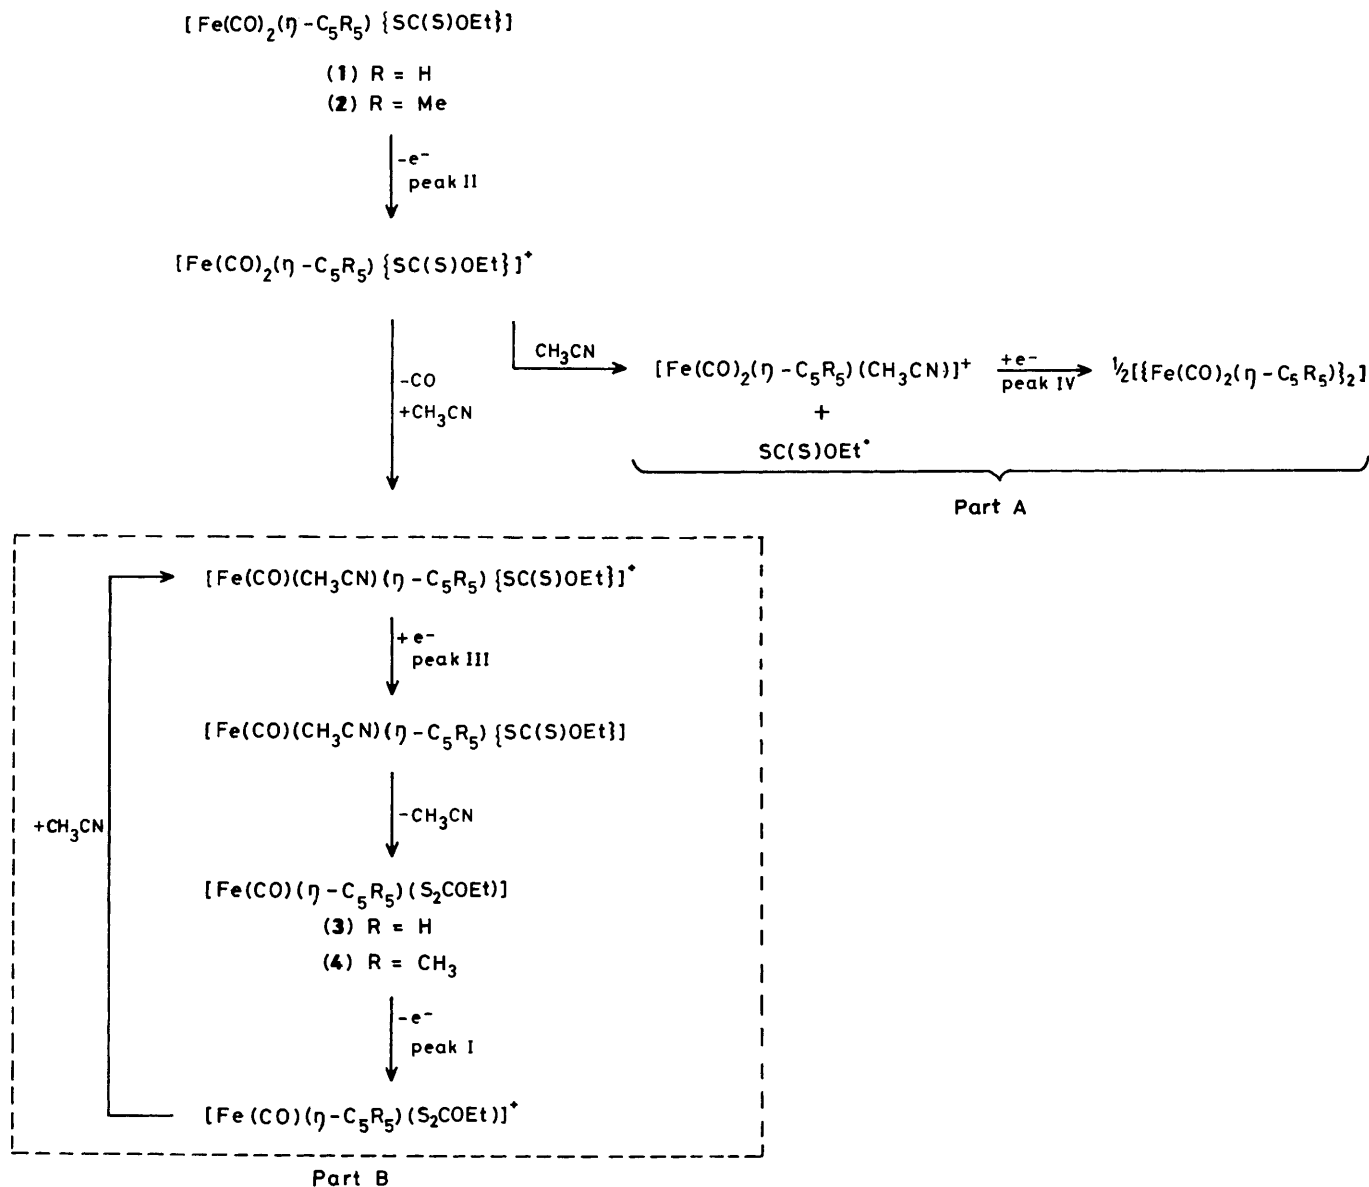 [Fe(CO)₂(η-C₅R₅){SC(S)OEt}]
(1) R = H
(2) R = Me
-e⁻
peak II
[Fe(CO)₂(η-C₅R₅){SC(S)OEt}]⁺
CH₃CN
[Fe(CO)₂(η-C₅R₅)(CH₃CN)]⁺
+e⁻
peak IV
½[{Fe(CO)₂(η-C₅R₅)}₂]
+
SC(S)OEt•
Part A
-CO
+CH₃CN
[Fe(CO)(CH₃CN)(η-C₅R₅){SC(S)OEt}]⁺
+e⁻
peak III
[Fe(CO)(CH₃CN)(η-C₅R₅){SC(S)OEt}]
+CH₃CN
-CH₃CN
[Fe(CO)(η-C₅R₅)(S₂COEt)]
(3) R = H
(4) R = CH₃
-e⁻
peak I
[Fe(CO)(η-C₅R₅)(S₂COEt)]⁺
Part B